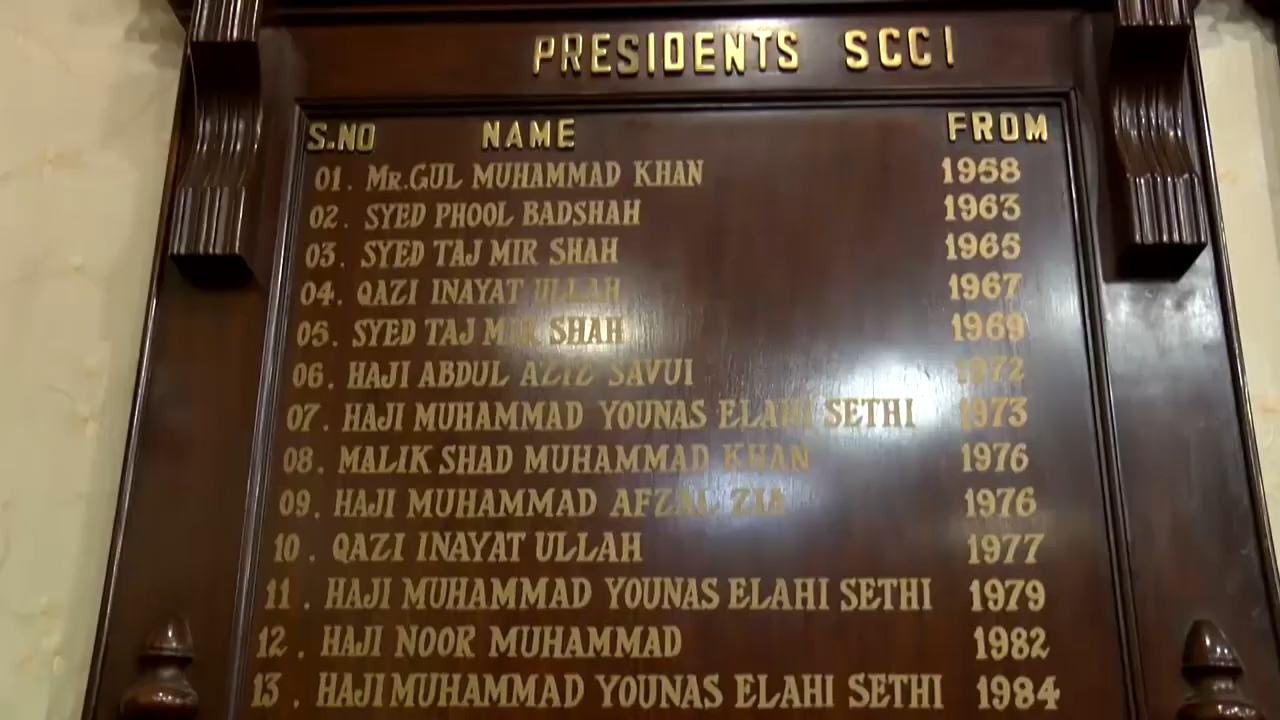 PRESIDENTS SCCI
S.NO NAME FROM
01. MR.GUL MUHAMMAD KHAN 1958
02. SYED PHOOL BADSHAH 1963
03. SYED TAJ MIR SHAH 1965
04. QAZI INAYAT ULLAH 1967
05. SYED TAJ MIR SHAH 1969
06. HAJI ABDUL AZIZ SAVUI 1972
07. HAJI MUHAMMAD YOUNAS ELAHI SETHI 1973
08. MALIK SHAD MUHAMMAD KHAN 1976
09. HAJI MUHAMMAD AFZAL ZIA 1976
10. QAZI INAYAT ULLAH 1977
11. HAJI MUHAMMAD YOUNAS ELAHI SETHI 1979
12. HAJI NOOR MUHAMMAD 1982
13. HAJI MUHAMMAD YOUNAS ELAHI SETHI 1984